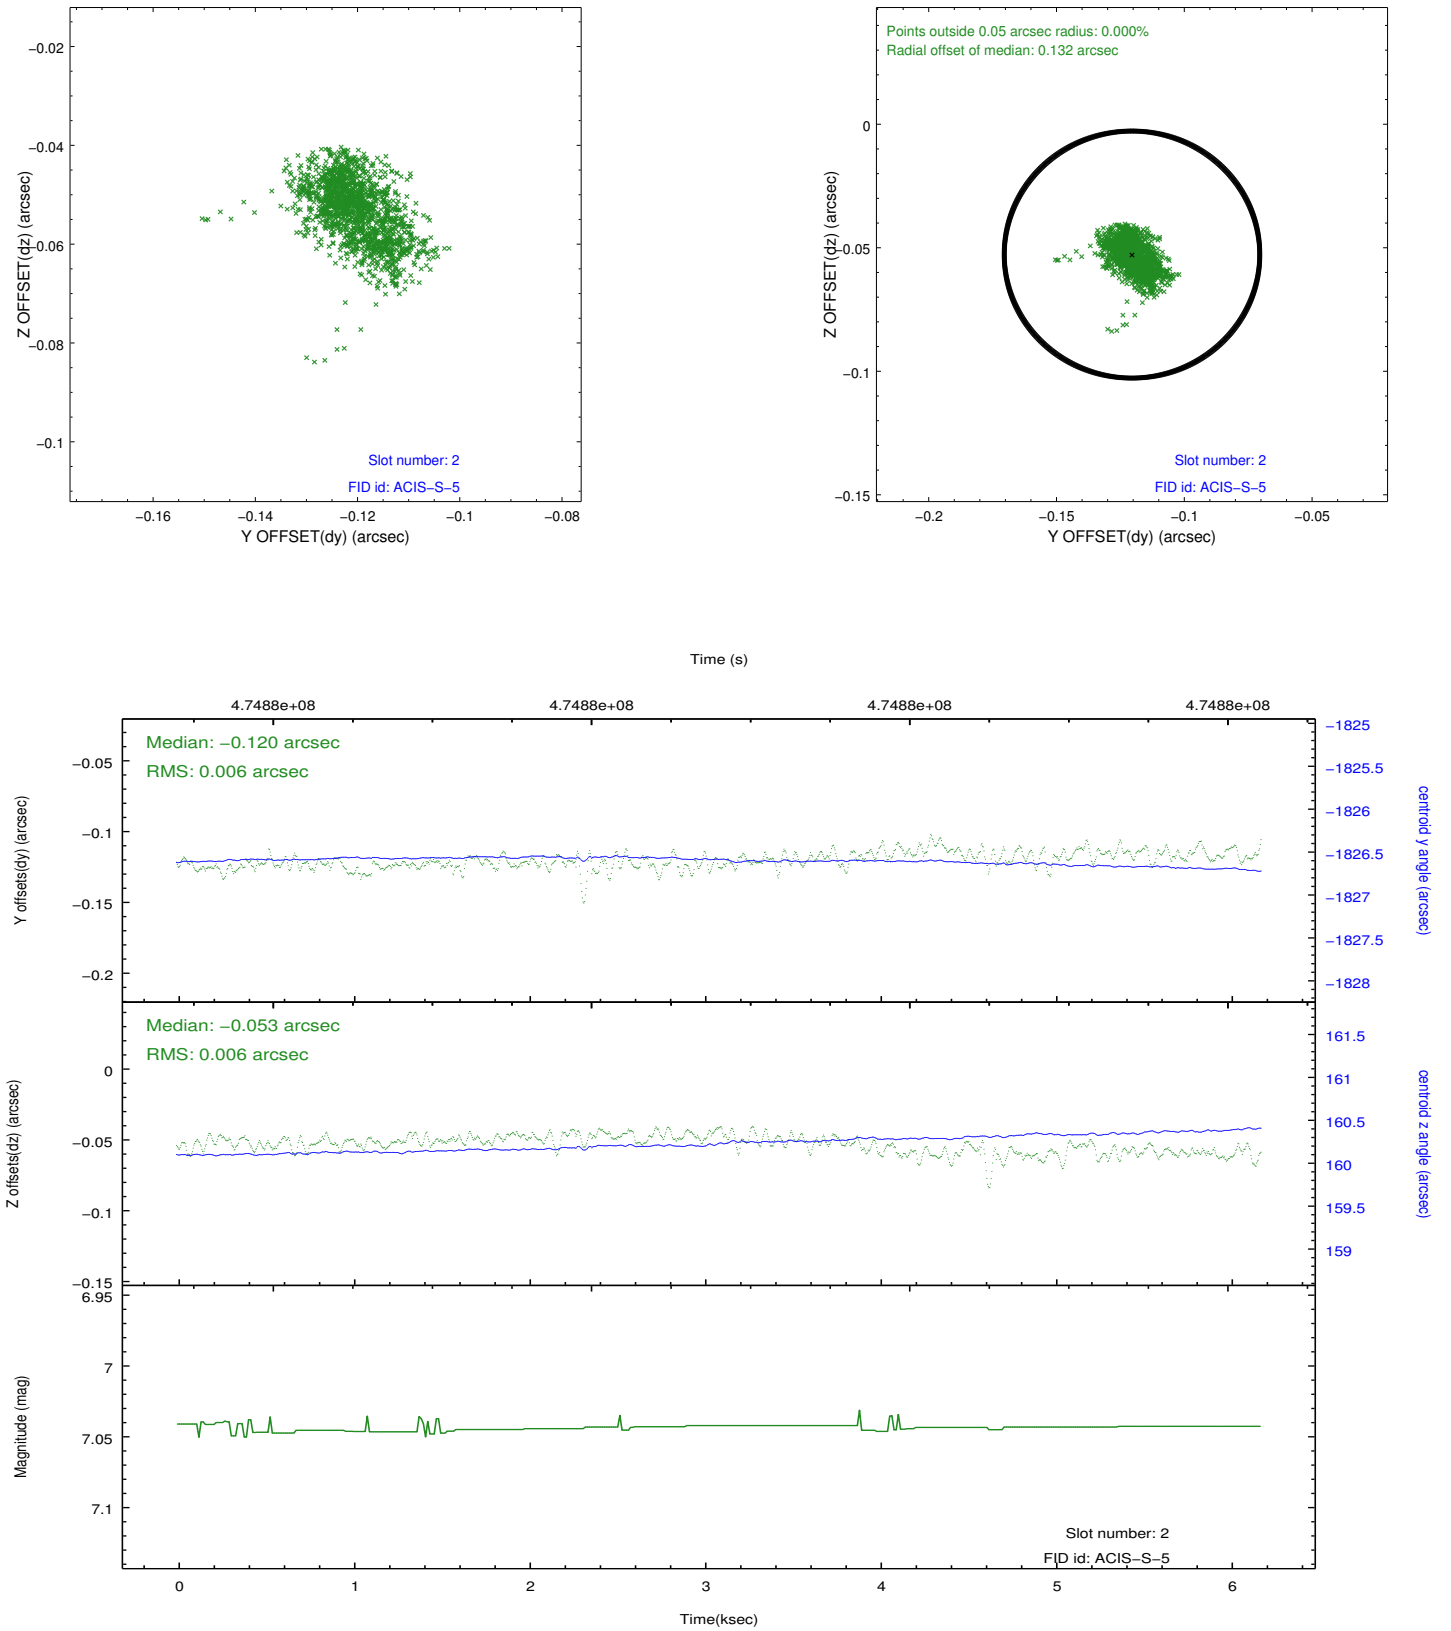 −0.02
−0.04
−0.06
−0.08
−0.1
Z OFFSET(dz) (arcsec)
Slot number: 2
FID id: ACIS−S−5
−0.16
−0.14
−0.12
−0.1
−0.08
Y OFFSET(dy) (arcsec)
Points outside 0.05 arcsec radius: 0.000%
Radial offset of median: 0.132 arcsec
0
−0.05
−0.1
−0.15
Z OFFSET(dz) (arcsec)
Slot number: 2
FID id: ACIS−S−5
−0.2
−0.15
−0.1
−0.05
Y OFFSET(dy) (arcsec)
Time (s)
4.7488e+08
4.7488e+08
4.7488e+08
4.7488e+08
Median: −0.120 arcsec
RMS: 0.006 arcsec
−0.05
−0.1
−0.15
−0.2
Y offsets(dy) (arcsec)
−1825
−1825.5
−1826
−1826.5
−1827
−1827.5
−1828
centroid y angle (arcsec)
Median: −0.053 arcsec
RMS: 0.006 arcsec
0
−0.05
−0.1
−0.15
Z offsets(dz) (arcsec)
161.5
161
160.5
160
159.5
159
centroid z angle (arcsec)
6.95
7
7.05
7.1
Magnitude (mag)
Slot number: 2
FID id: ACIS−S−5
0
1
2
3
4
5
6
Time(ksec)